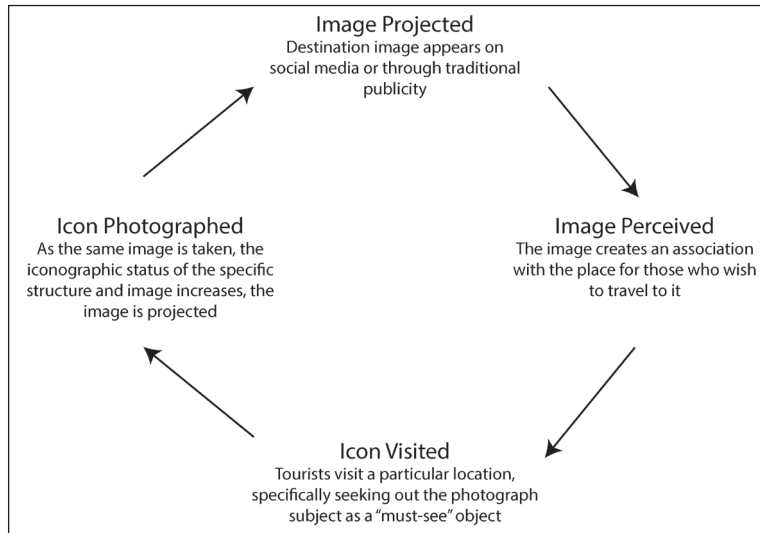 Image Projected
Destination image appears on
social media or through traditional
publicity
Image Perceived
The image creates an association
with the place for those who wish
to travel to it
Icon Visited
Tourists visit a particular location,
specifically seeking out the photograph
subject as a “must-see” object
Icon Photographed
As the same image is taken, the
iconographic status of the specific
structure and image increases, the
image is projected